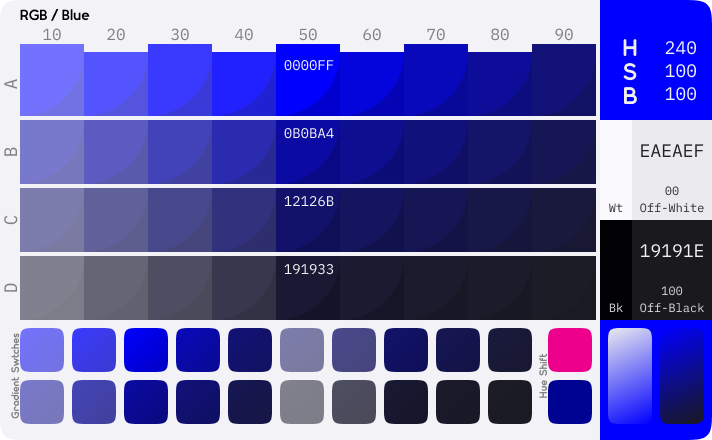 RGB / Blue
10 20 30 40 50 60 70 80 90
H 240
S 100
B 100
A
0000FF
B
0B0BA4
C
12126B
D
191933
EAEAEF
00
Wt Off-White
19191E
100
Bk Off-Black
Gradient Swtches
Hue Shift